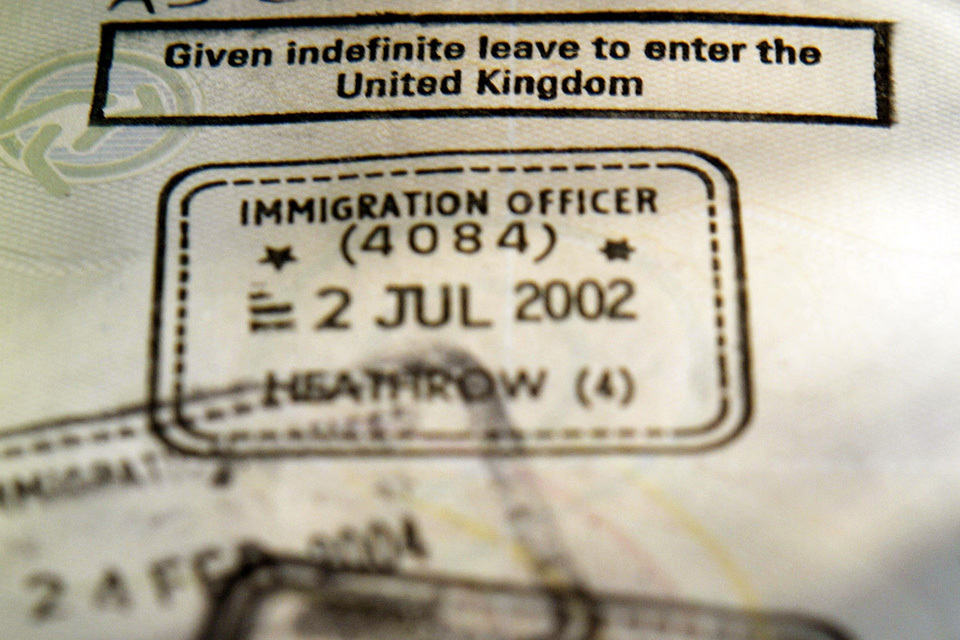 Given indefinite leave to enter the
United Kingdom
IMMIGRATION OFFICER
(4084)
2 JUL 2002
HEATHROW (4)